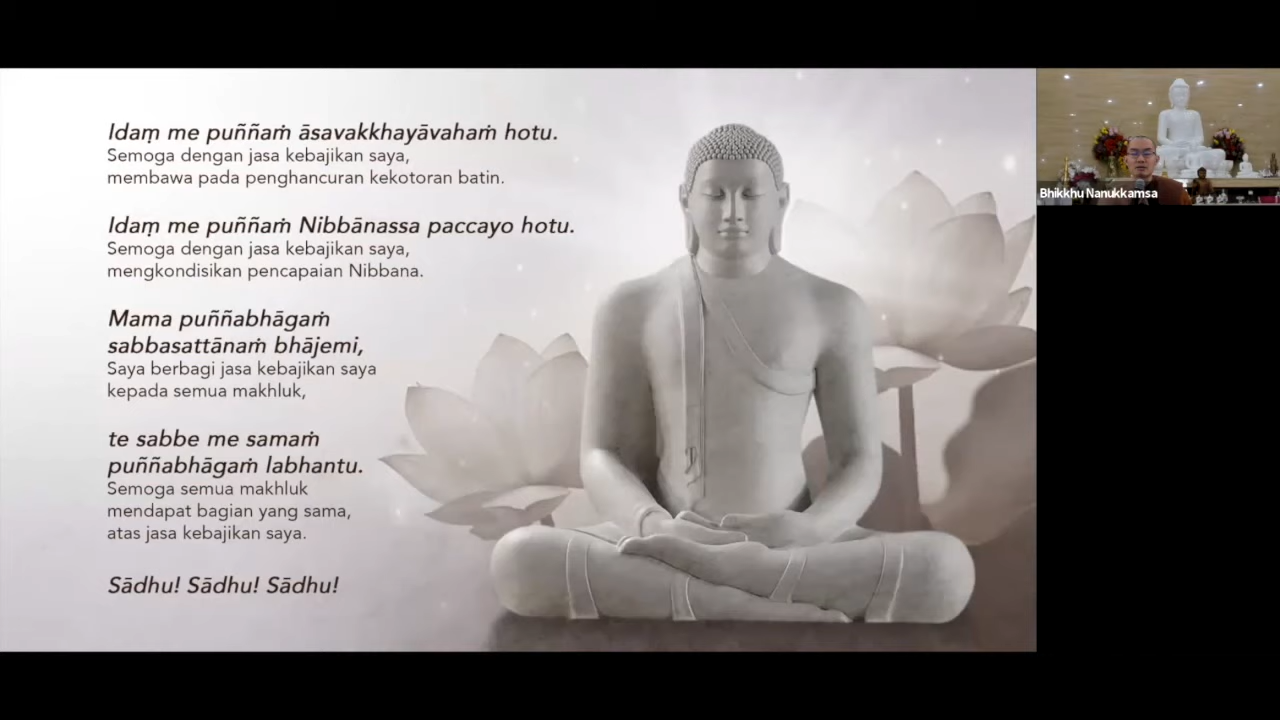 Idaṃ me puññaṁ āsavakkhayāvahaṁ hotu.
Semoga dengan jasa kebajikan saya,
membawa pada penghancuran kekotoran batin.
Idaṃ me puññaṁ Nibbānassa paccayo hotu.
Semoga dengan jasa kebajikan saya,
mengkondisikan pencapaian Nibbana.
Mama puññabhāgaṁ
sabbasattānaṁ bhājemi,
Saya berbagi jasa kebajikan saya
kepada semua makhluk,
te sabbe me samaṁ
puññabhāgaṁ labhantu.
Semoga semua makhluk
mendapat bagian yang sama,
atas jasa kebajikan saya.
Sādhu! Sādhu! Sādhu!
Bhikkhu Nanukkamsa